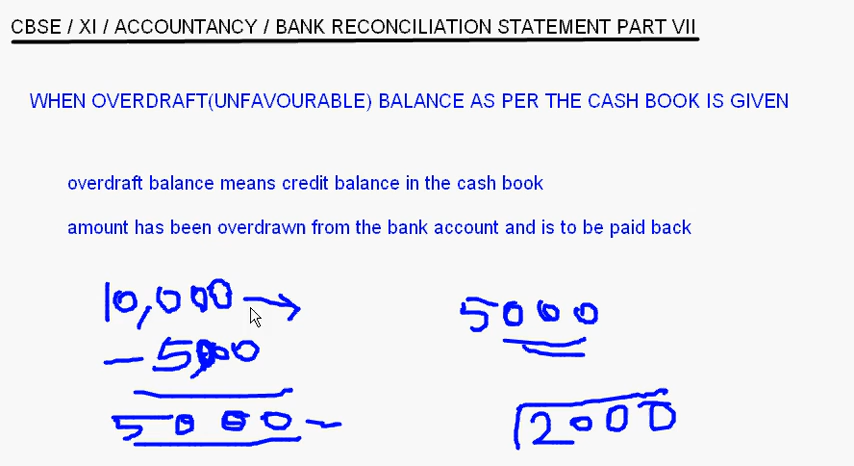 CBSE / XI / ACCOUNTANCY / BANK RECONCILIATION STATEMENT PART VII
WHEN OVERDRAFT(UNFAVOURABLE) BALANCE AS PER THE CASH BOOK IS GIVEN
overdraft balance means credit balance in the cash book
amount has been overdrawn from the bank account and is to be paid back
10,000 →
- 5,000
5000 -
5000
2000